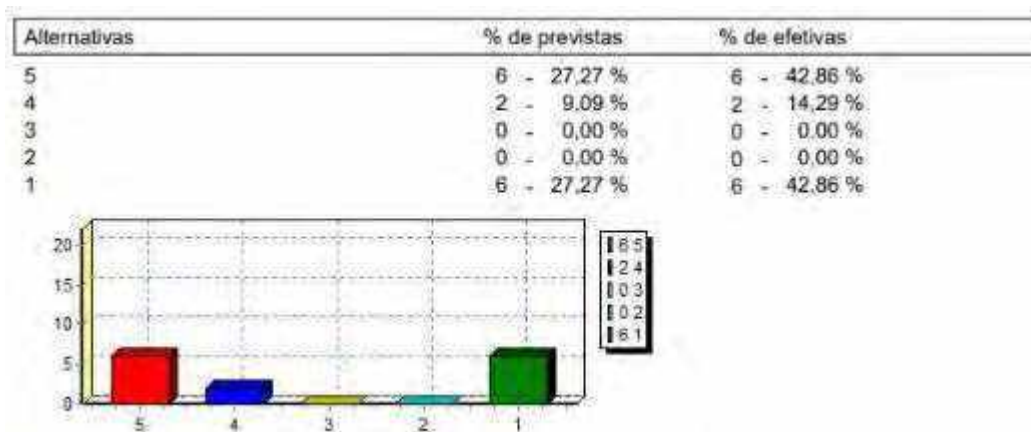 Alternativas % de previstas % de efetivas
5 6 - 27,27 % 6 - 42,86 %
4 2 - 9,09 % 2 - 14,29 %
3 0 - 0,00 % 0 - 0,00 %
2 0 - 0,00 % 0 - 0,00 %
1 6 - 27,27 % 6 - 42,86 %
20
15
10
5
0
5 4 3 2 1
6 5
2 4
0 3
0 2
6 1